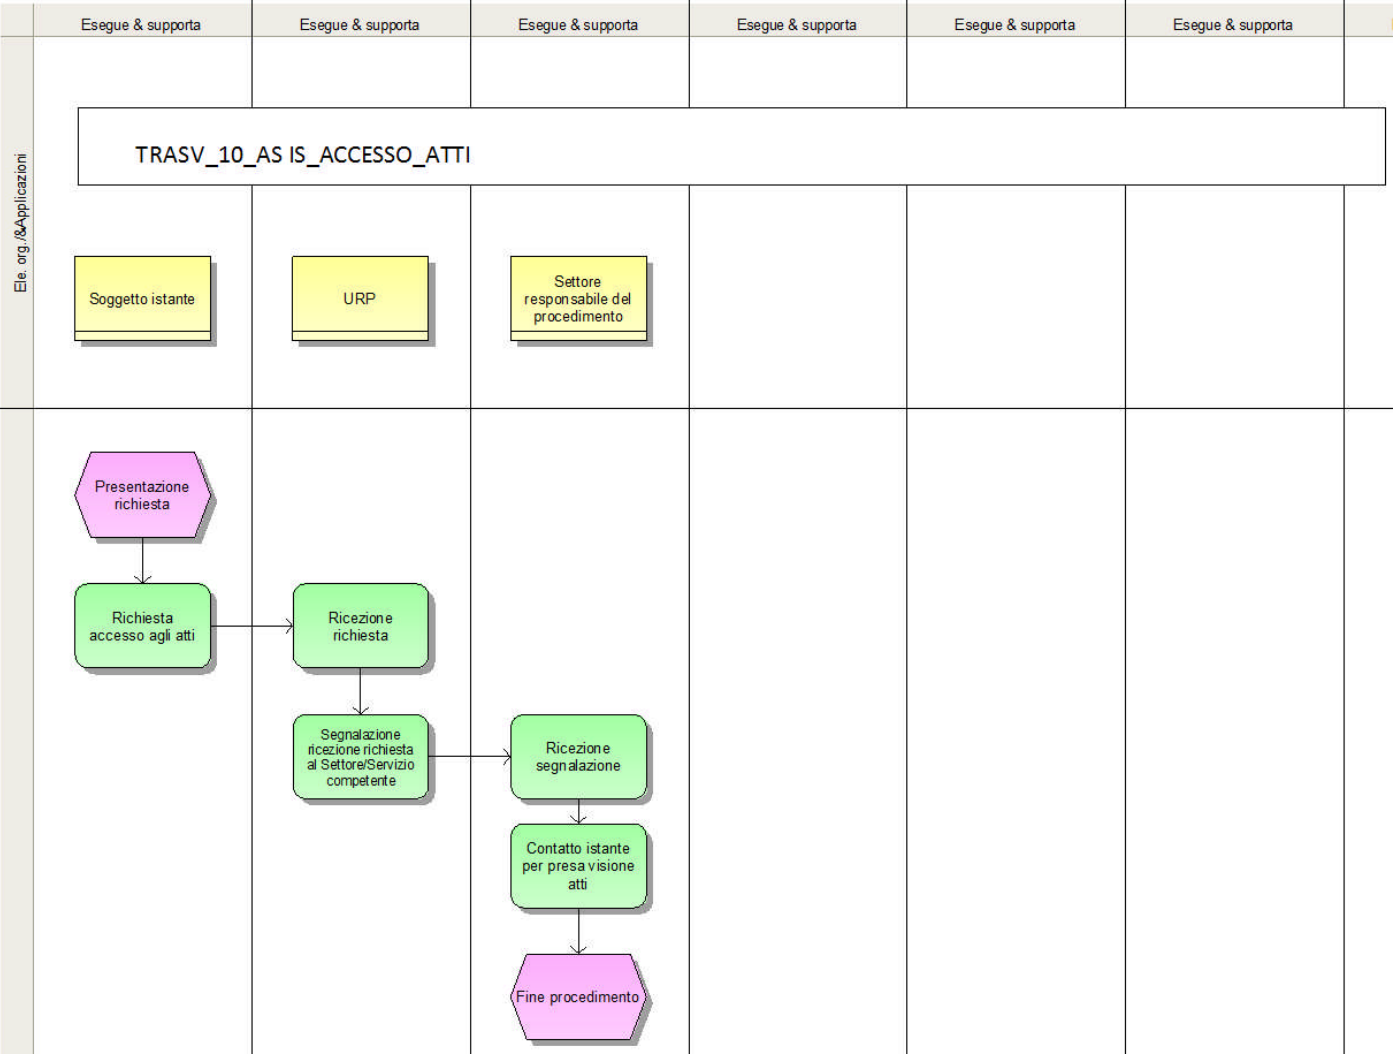 Esegue & supporta
Esegue & supporta
Esegue & supporta
Esegue & supporta
Esegue & supporta
Esegue & supporta
Ele. org./&Applicazioni
TRASV_10_AS IS_ACCESSO_ATTI
Soggetto istante
URP
Settore
responsabile del
procedimento
Presentazione
richiesta
Richiesta
accesso agli atti
Ricezione
richiesta
Segnalazione
ricezione richiesta
al Settore/Servizio
competente
Ricezione
segnalazione
Contatto istante
per presa visione
atti
Fine procedimento